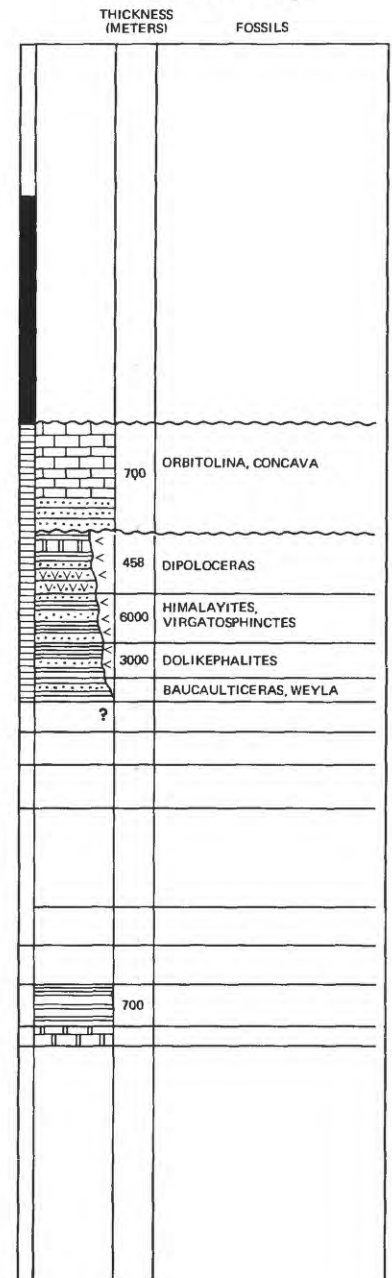 THICKNESS
(METERS)
FOSSILS
700
ORBITOLINA, CONCAVA
458
DIPOLOCERAS
6000
HIMALAYITES,
VIRGATOSPHINCTES
3000
DOLIKEPHALITES
BAUCAULTICERAS, WEYLA
?
700